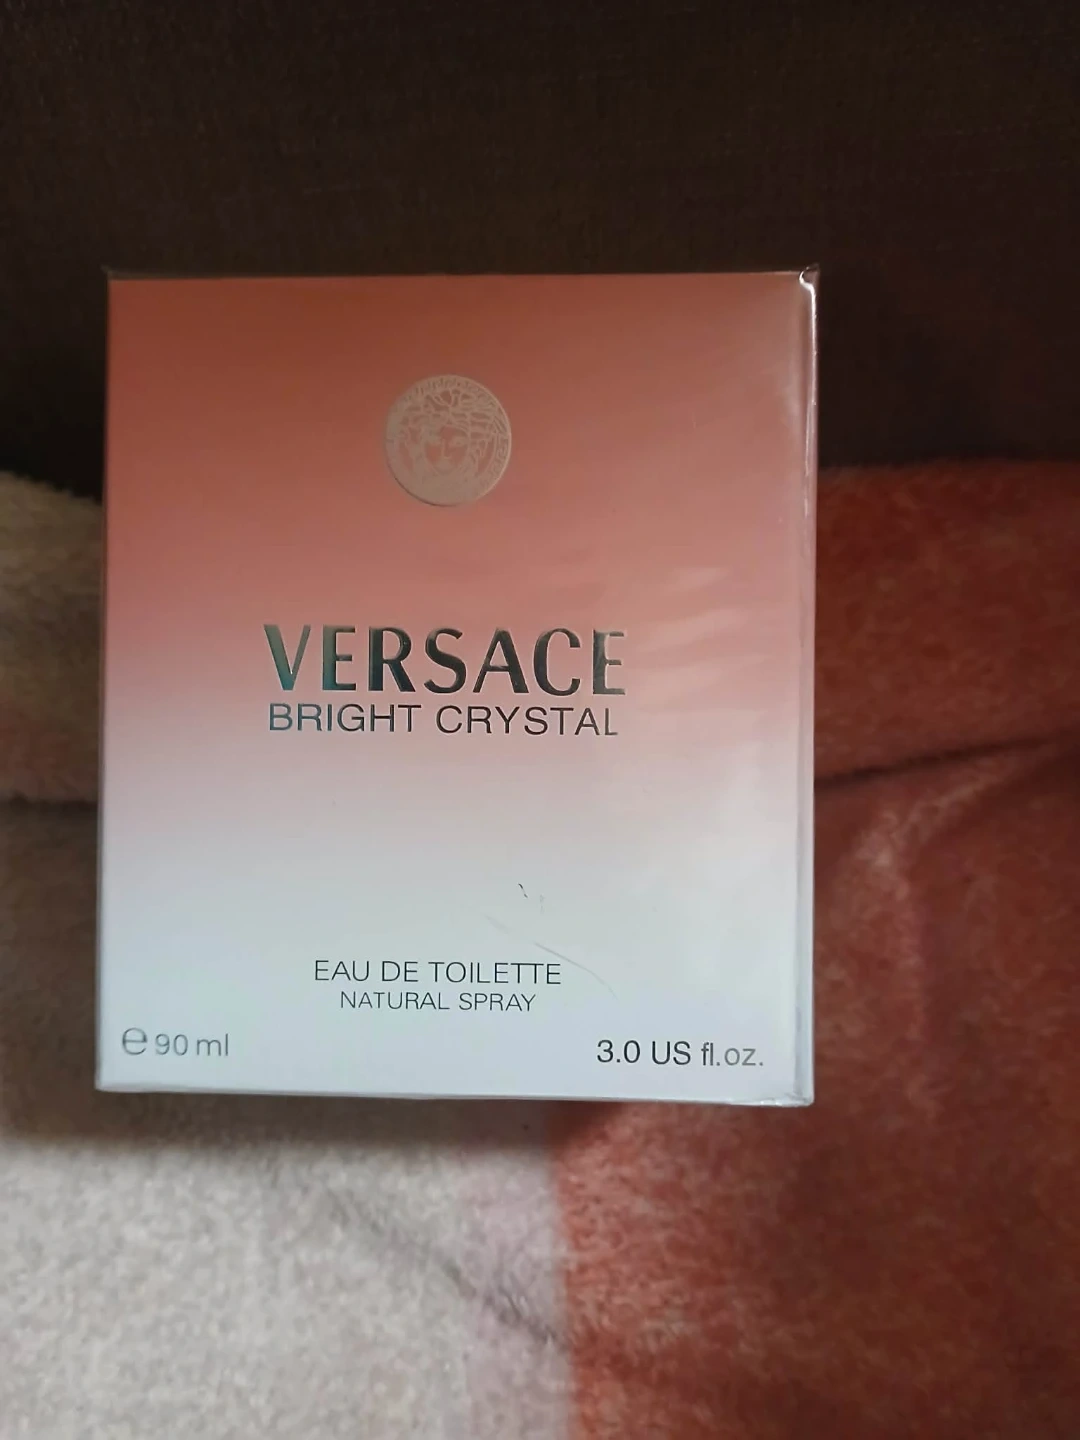 VERSACE
BRIGHT CRYSTAL
EAU DE TOILETTE
NATURAL SPRAY
℮ 90 ml
3.0 US fl.oz.